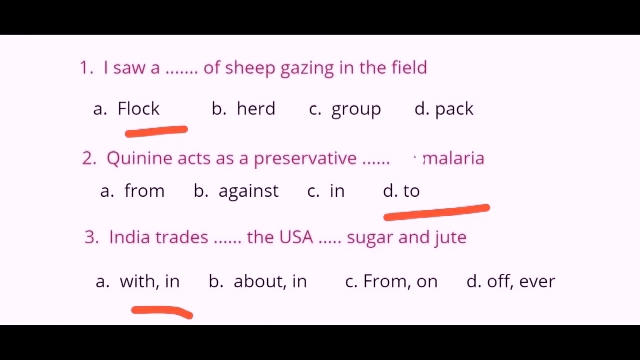 1. I saw a ....... of sheep gazing in the field
a. Flock b. herd c. group d. pack
2. Quinine acts as a preservative ...... malaria
a. from b. against c. in d. to
3. India trades ...... the USA ..... sugar and jute
a. with, in b. about, in c. From, on d. off, ever